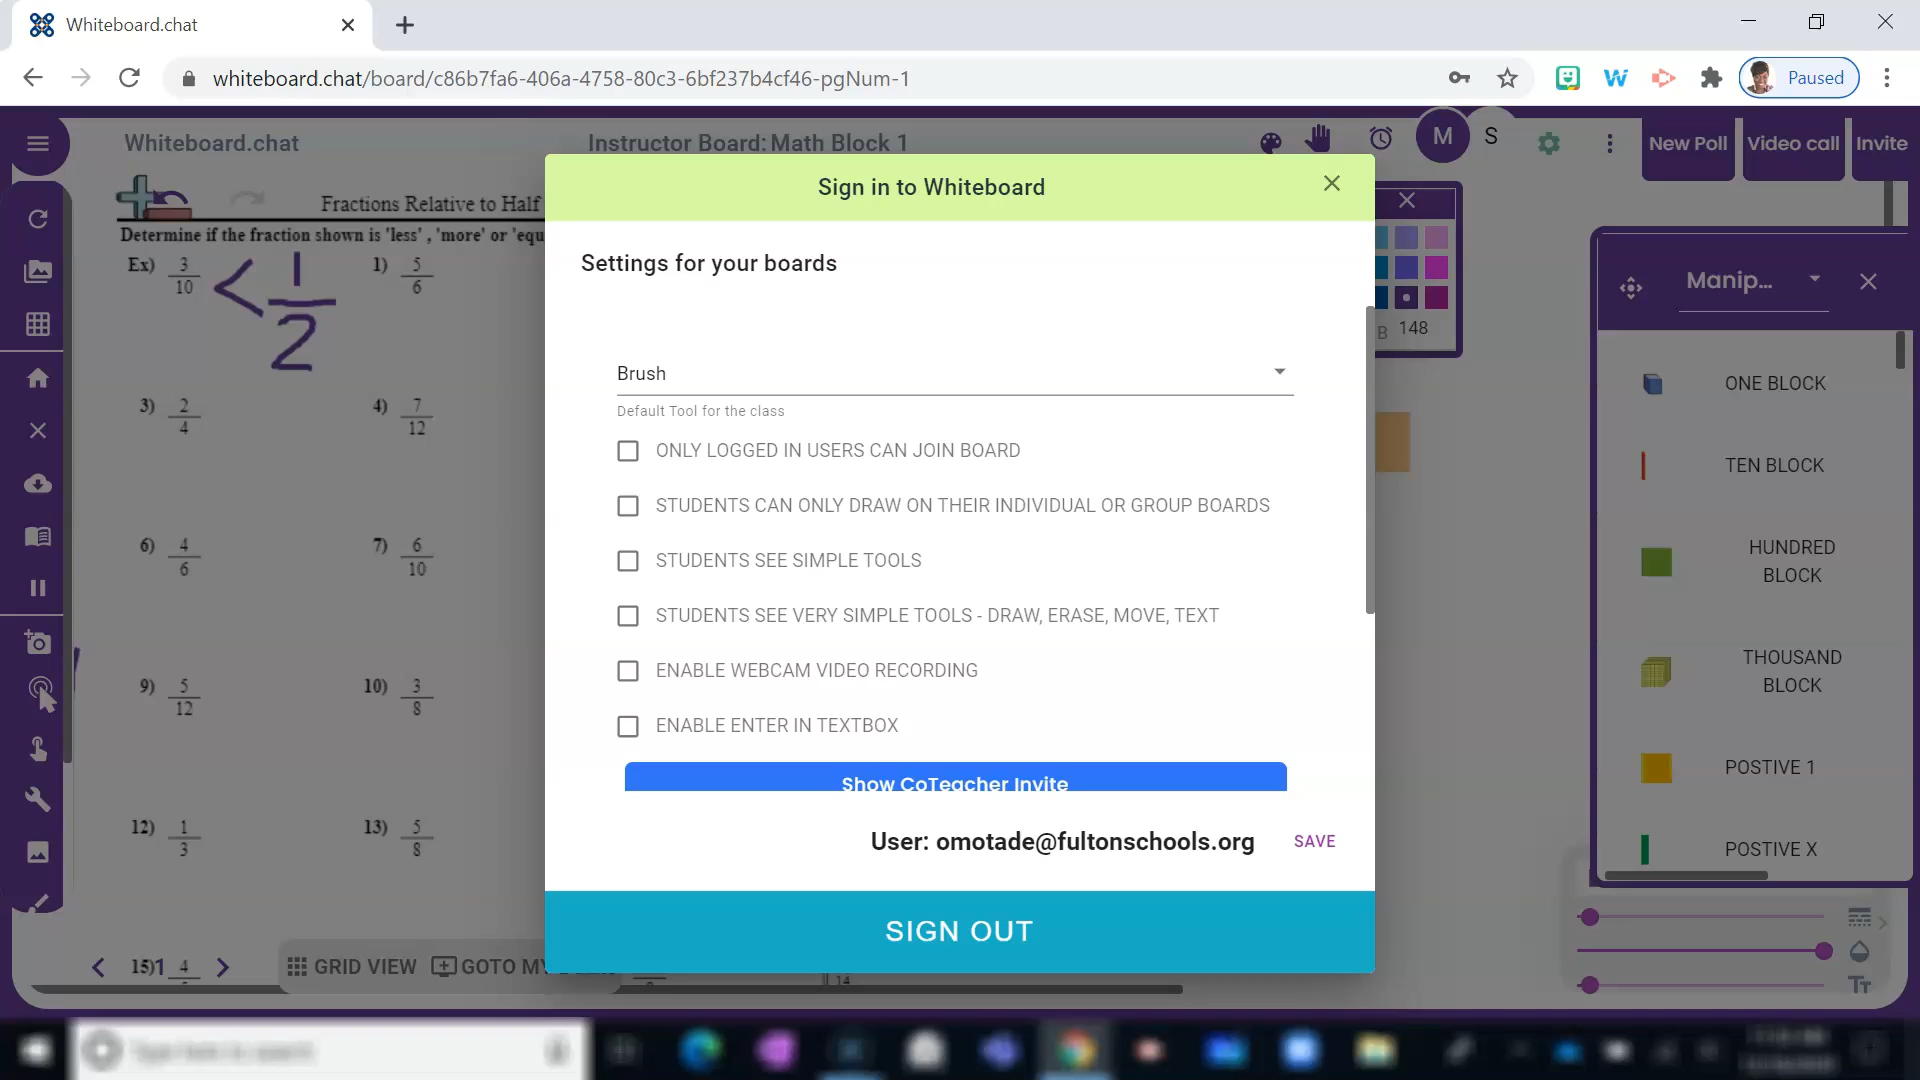 Whiteboard.chat
whiteboard.chat/board/c86b7fa6-406a-4758-80c3-6bf237b4cf46-pgNum-1
Paused
Whiteboard.chat
Instructor Board: Math Block 1
M
S
New Poll
Video call
Invite
Sign in to Whiteboard
Fractions Relative to Half
Determine if the fraction shown is 'less' , 'more' or 'equ
Ex) 3/10 < 1/2
1) 5/6
3) 2/4
4) 7/12
6) 4/6
7) 6/10
9) 5/12
10) 3/8
12) 1/3
13) 5/8
15) 4
1
14
GRID VIEW
GOTO MY
Settings for your boards
Brush
Default Tool for the class
ONLY LOGGED IN USERS CAN JOIN BOARD
STUDENTS CAN ONLY DRAW ON THEIR INDIVIDUAL OR GROUP BOARDS
STUDENTS SEE SIMPLE TOOLS
STUDENTS SEE VERY SIMPLE TOOLS - DRAW, ERASE, MOVE, TEXT
ENABLE WEBCAM VIDEO RECORDING
ENABLE ENTER IN TEXTBOX
Show CoTeacher Invite
User: omotade@fultonschools.org
SAVE
SIGN OUT
B 148
Manip...
ONE BLOCK
TEN BLOCK
HUNDRED
BLOCK
THOUSAND
BLOCK
POSTIVE 1
POSTIVE X
Tт
Type here to search